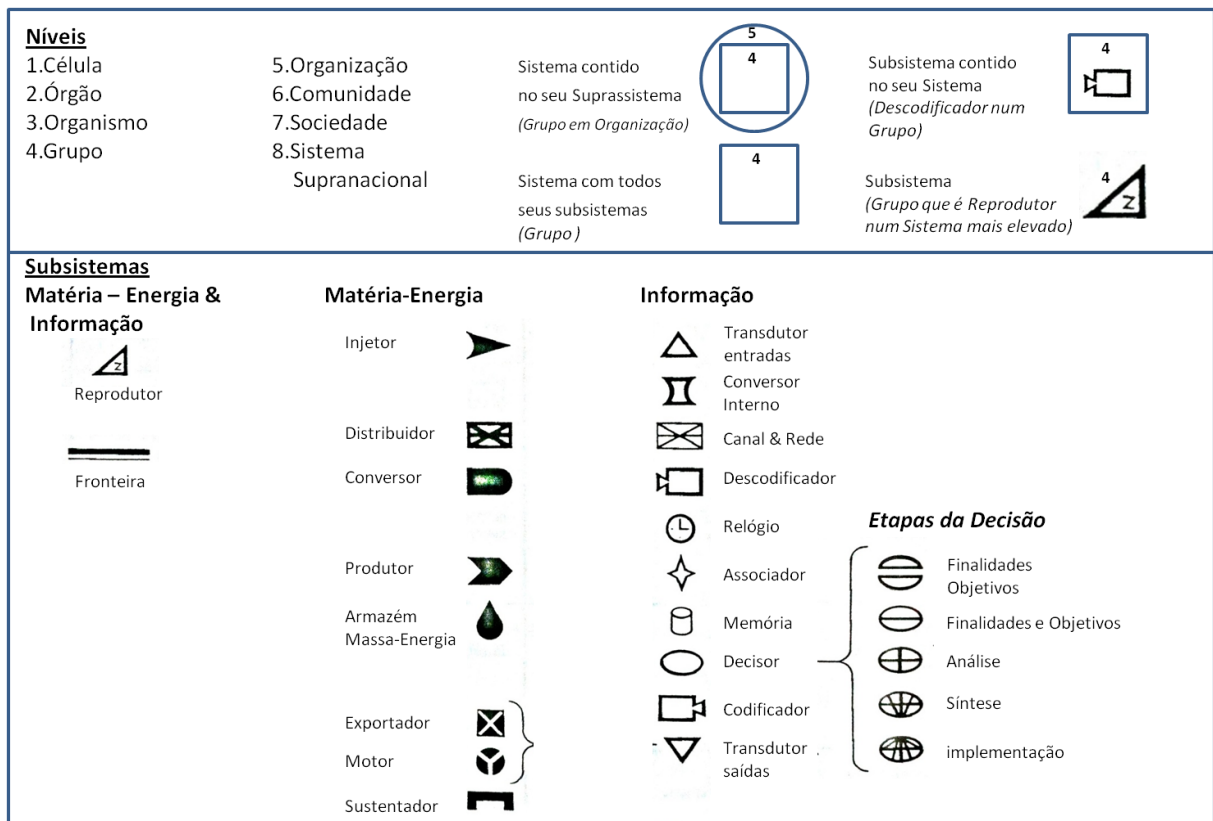 Níveis
1.Célula
2.Órgão
3.Organismo
4.Grupo
5.Organização
6.Comunidade
7.Sociedade
8.Sistema
Supranacional
Sistema contido
no seu Suprassistema
(Grupo em Organização)
5
4
Sistema com todos
seus subsistemas
(Grupo )
4
Subsistema contido
no seu Sistema
(Descodificador num
Grupo)
4
Subsistema
(Grupo que é Reprodutor
num Sistema mais elevado)
4
Z
Subsistemas
Matéria – Energia &
Informação
Z
Reprodutor
Fronteira
Matéria-Energia
Injetor
Distribuidor
Conversor
Produtor
Armazém
Massa-Energia
Exportador
Motor
Sustentador
Informação
Transdutor
entradas
Conversor
Interno
Canal & Rede
Descodificador
Relógio
Associador
Memória
Decisor
Codificador
Transdutor
saídas
Etapas da Decisão
Finalidades
Objetivos
Finalidades e Objetivos
Análise
Síntese
implementação